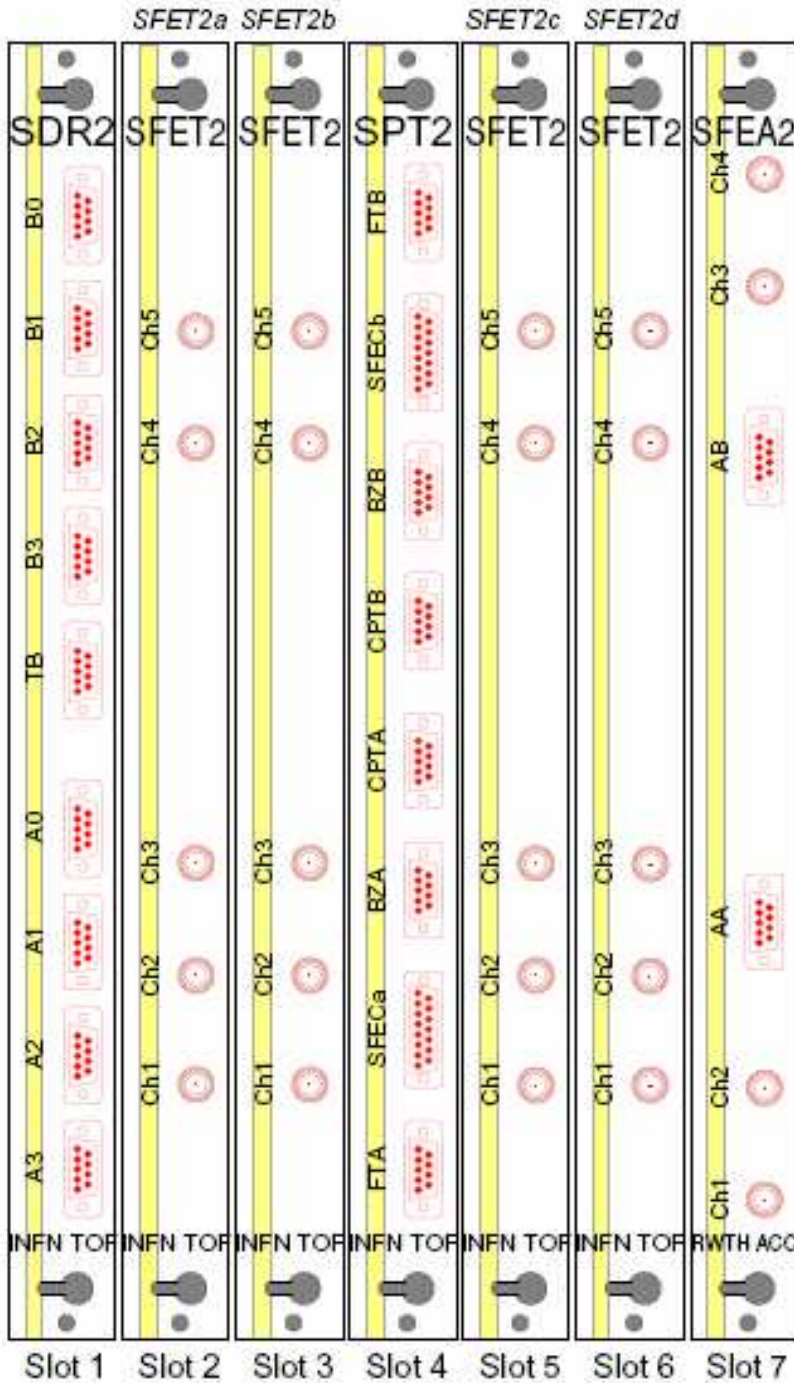 SFET2a SFET2b SFET2c SFET2d
SDR2 SFET2 SFET2 SPT2 SFET2 SFET2 SFEA2
B0
B1
B2
B3
TB
A0
A1
A2
A3
Ch5
Ch4
Ch3
Ch2
Ch1
Ch5
Ch4
Ch3
Ch2
Ch1
FTB
SFECb
BZB
CPTB
CPTA
BZA
SFECa
FTA
Ch5
Ch4
Ch3
Ch2
Ch1
Ch5
Ch4
Ch3
Ch2
Ch1
Ch4
Ch3
AB
AA
Ch2
Ch1
INFN TOF INFN TOF INFN TOF INFN TOF INFN TOF INFN TOF RWTH ACC
Slot 1 Slot 2 Slot 3 Slot 4 Slot 5 Slot 6 Slot 7